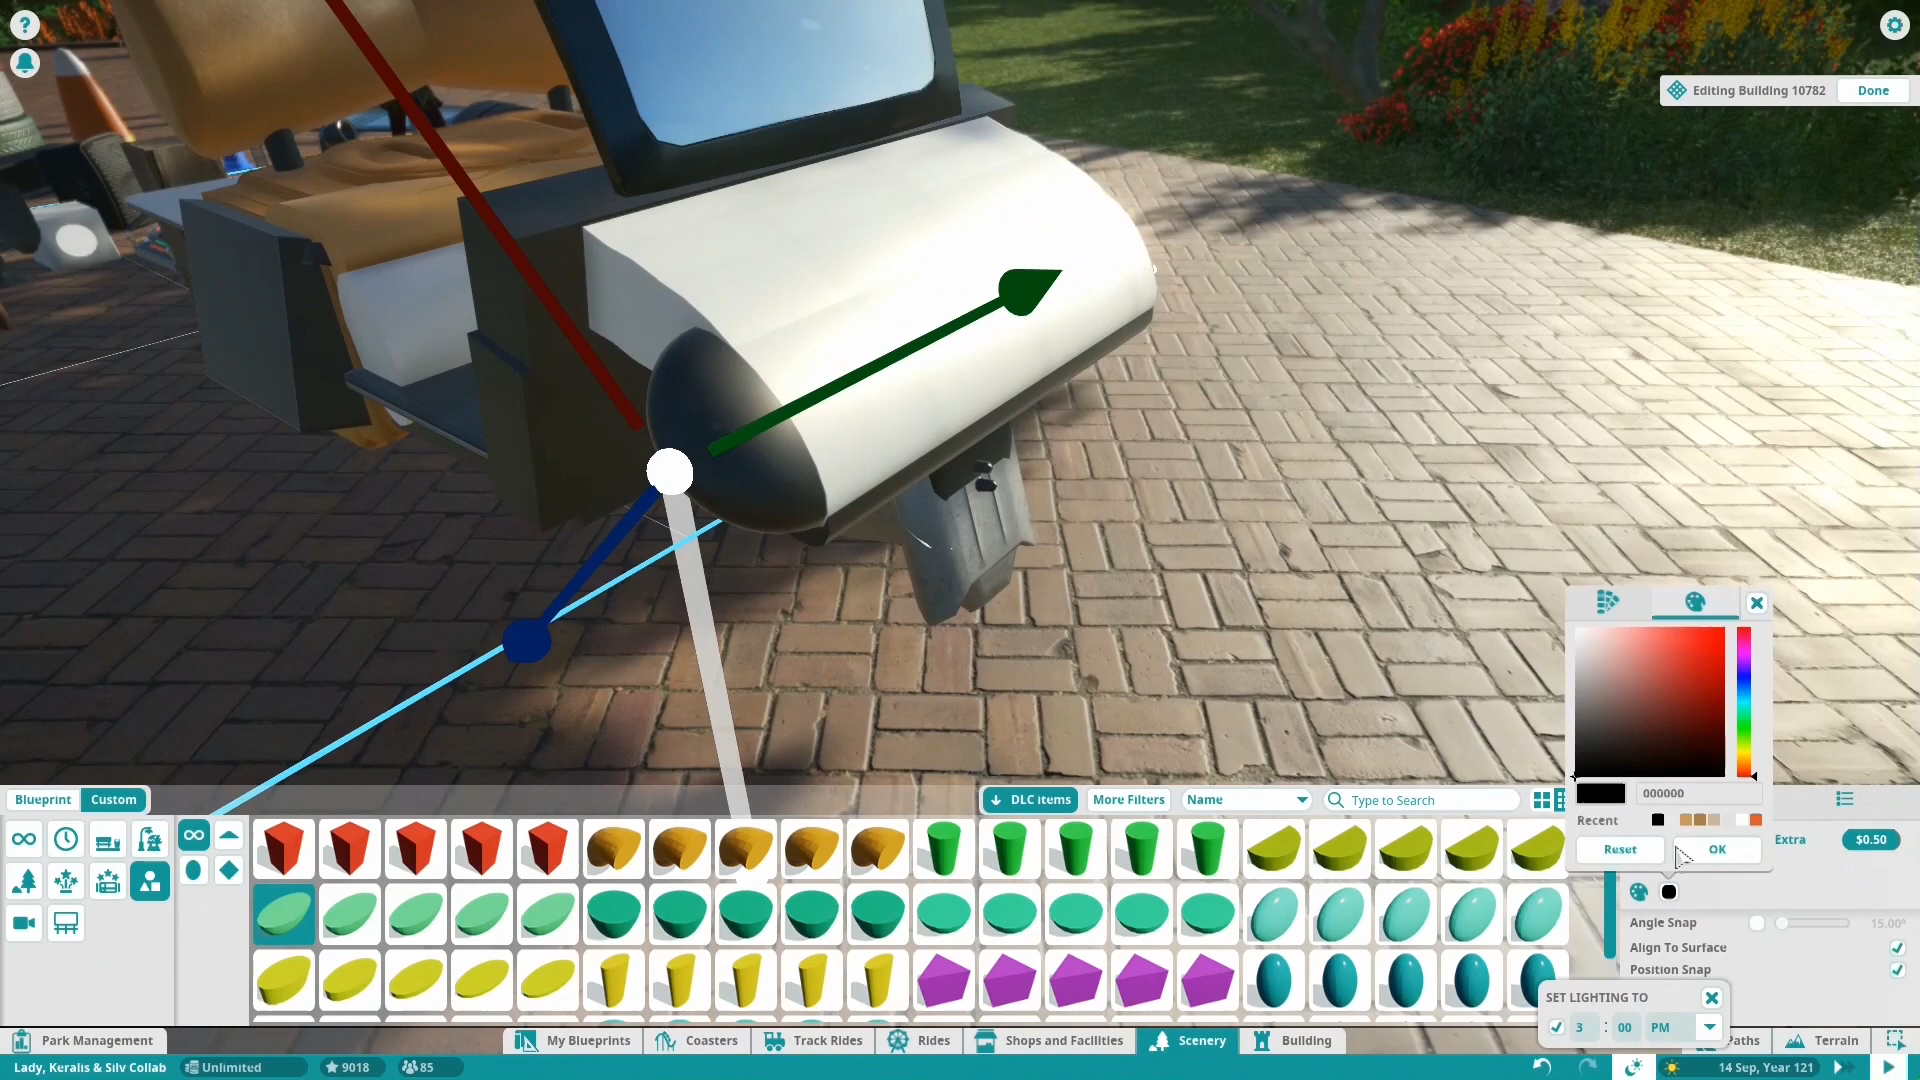 ?
Editing Building 10782
Done
Blueprint
Custom
DLC items
More Filters
Name
Type to Search
000000
Recent
Extra
$0.50
Reset
OK
Angle Snap
15.00°
Align To Surface
Position Snap
SET LIGHTING TO
3 : 00 PM
Park Management
My Blueprints
Coasters
Track Rides
Rides
Shops and Facilities
Scenery
Building
Paths
Terrain
Lady, Keralis & Silv Collab
Unlimited
9018
85
14 Sep, Year 121